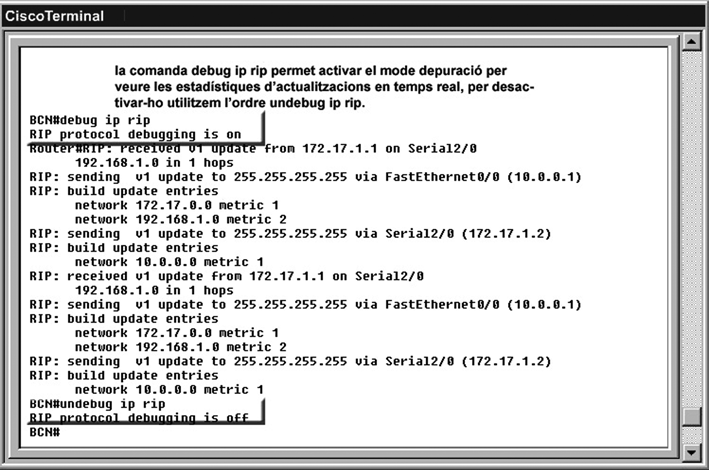 CiscoTerminal
la comanda debug ip rip permet activar el mode depuració per
veure les estadístiques d'actualitzacions en temps real, per desac-
tivar-ho utilitzem l'ordre undebug ip rip.
BCN#debug ip rip
RIP protocol debugging is on
Router#RIP: received v1 update from 172.17.1.1 on Serial2/0
192.168.1.0 in 1 hops
RIP: sending  v1 update to 255.255.255.255 via FastEthernet0/0 (10.0.0.1)
RIP: build update entries
network 172.17.0.0 metric 1
network 192.168.1.0 metric 2
RIP: sending  v1 update to 255.255.255.255 via Serial2/0 (172.17.1.2)
RIP: build update entries
network 10.0.0.0 metric 1
RIP: received v1 update from 172.17.1.1 on Serial2/0
192.168.1.0 in 1 hops
RIP: sending  v1 update to 255.255.255.255 via FastEthernet0/0 (10.0.0.1)
RIP: build update entries
network 172.17.0.0 metric 1
network 192.168.1.0 metric 2
RIP: sending  v1 update to 255.255.255.255 via Serial2/0 (172.17.1.2)
RIP: build update entries
network 10.0.0.0 metric 1
BCN#undebug ip rip
RIP protocol debugging is off
BCN#